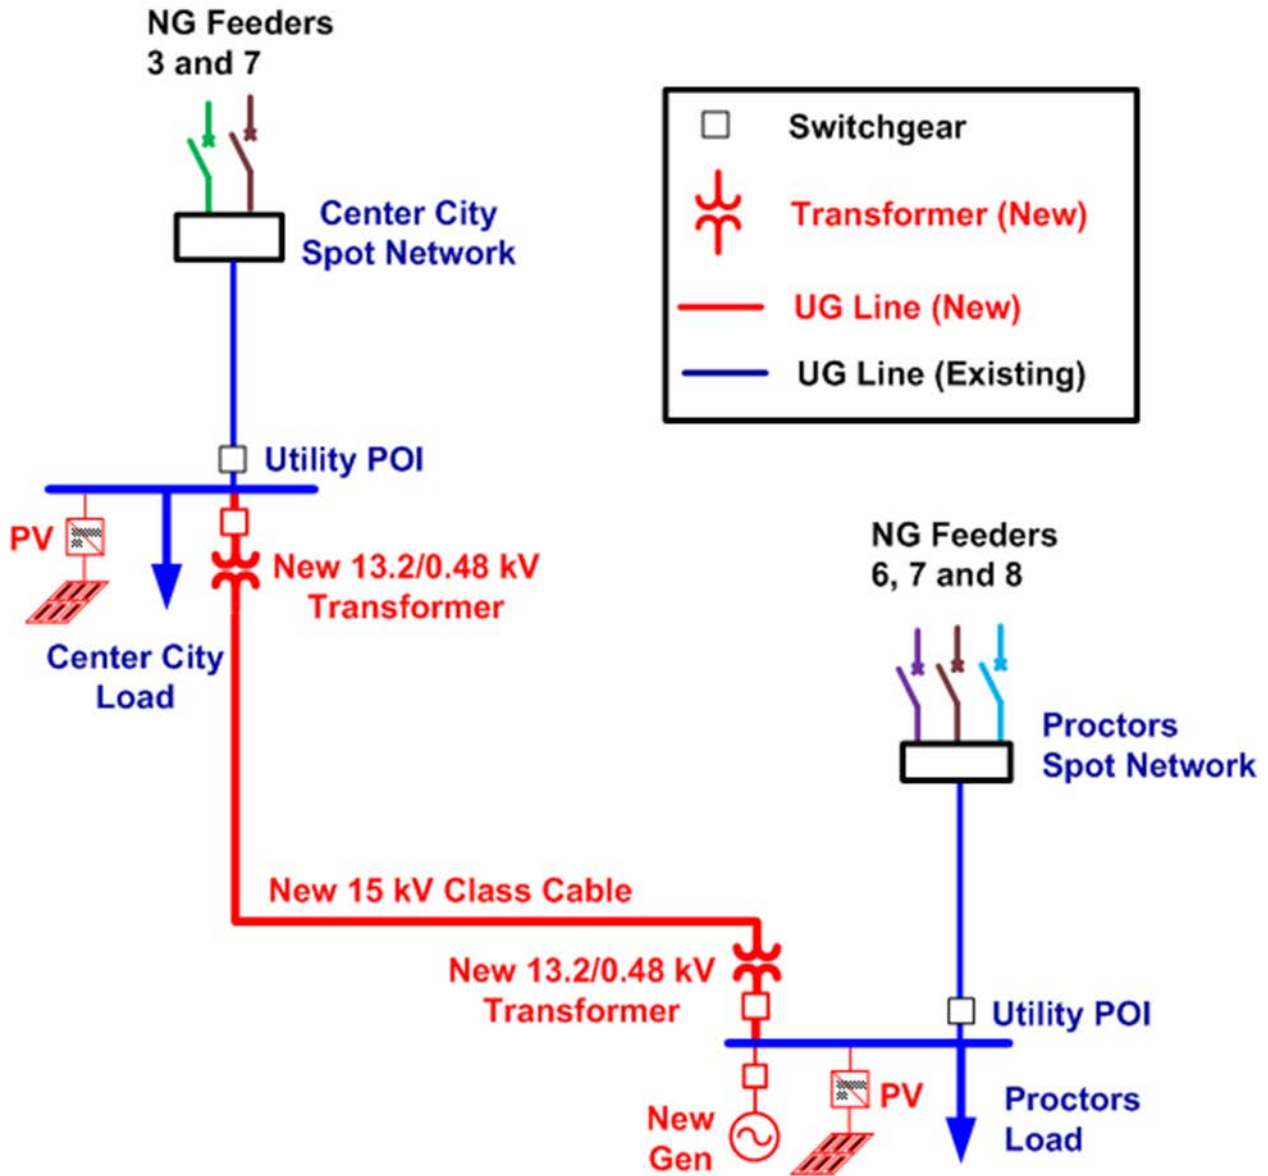 NG Feeders
3 and 7
Center City
Spot Network
Switchgear
Transformer (New)
UG Line (New)
UG Line (Existing)
Utility POI
PV
New 13.2/0.48 kV
Transformer
Center City
Load
NG Feeders
6, 7 and 8
Proctors
Spot Network
New 15 kV Class Cable
New 13.2/0.48 kV
Transformer
Utility POI
PV
Proctors
Load
New
Gen